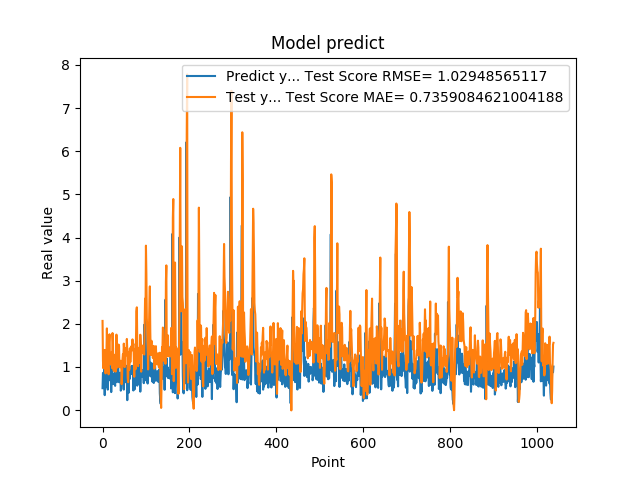 Model predict
Predict y... Test Score RMSE= 1.02948565117
Test y... Test Score MAE= 0.7359084621004188
8
7
6
5
4
3
2
1
0
Real value
0 200 400 600 800 1000
Point